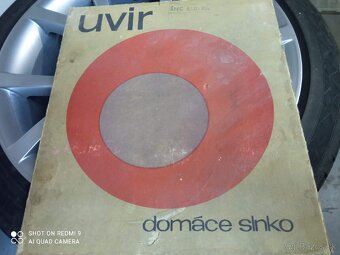 uvir
domáce slnko
SHOT ON REDMI 9
AI QUAD CAMERA